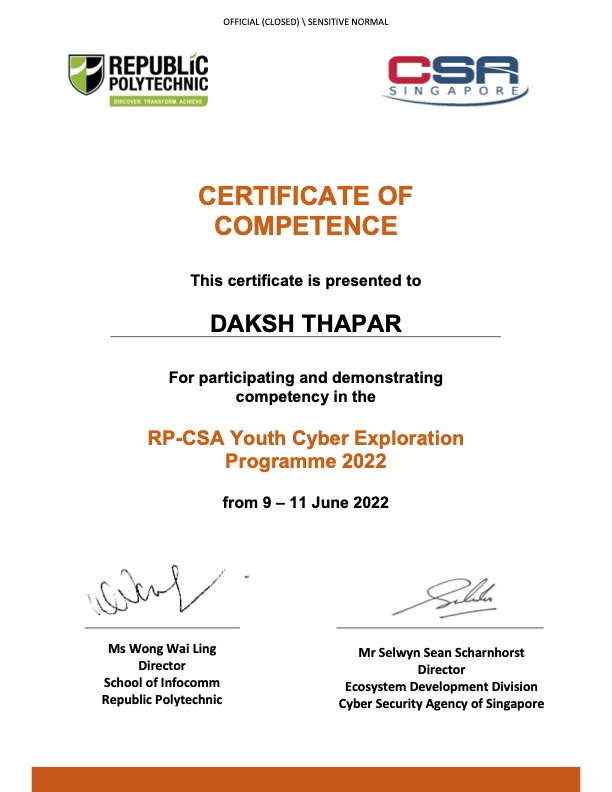 OFFICIAL (CLOSED) \ SENSITIVE NORMAL
REPUBLIC
POLYTECHNIC
DISCOVER. TRANSFORM. ACHIEVE
CSA
SINGAPORE
CERTIFICATE OF
COMPETENCE
This certificate is presented to
DAKSH THAPAR
For participating and demonstrating
competency in the
RP-CSA Youth Cyber Exploration
Programme 2022
from 9 – 11 June 2022
Ms Wong Wai Ling
Director
School of Infocomm
Republic Polytechnic
Mr Selwyn Sean Scharnhorst
Director
Ecosystem Development Division
Cyber Security Agency of Singapore